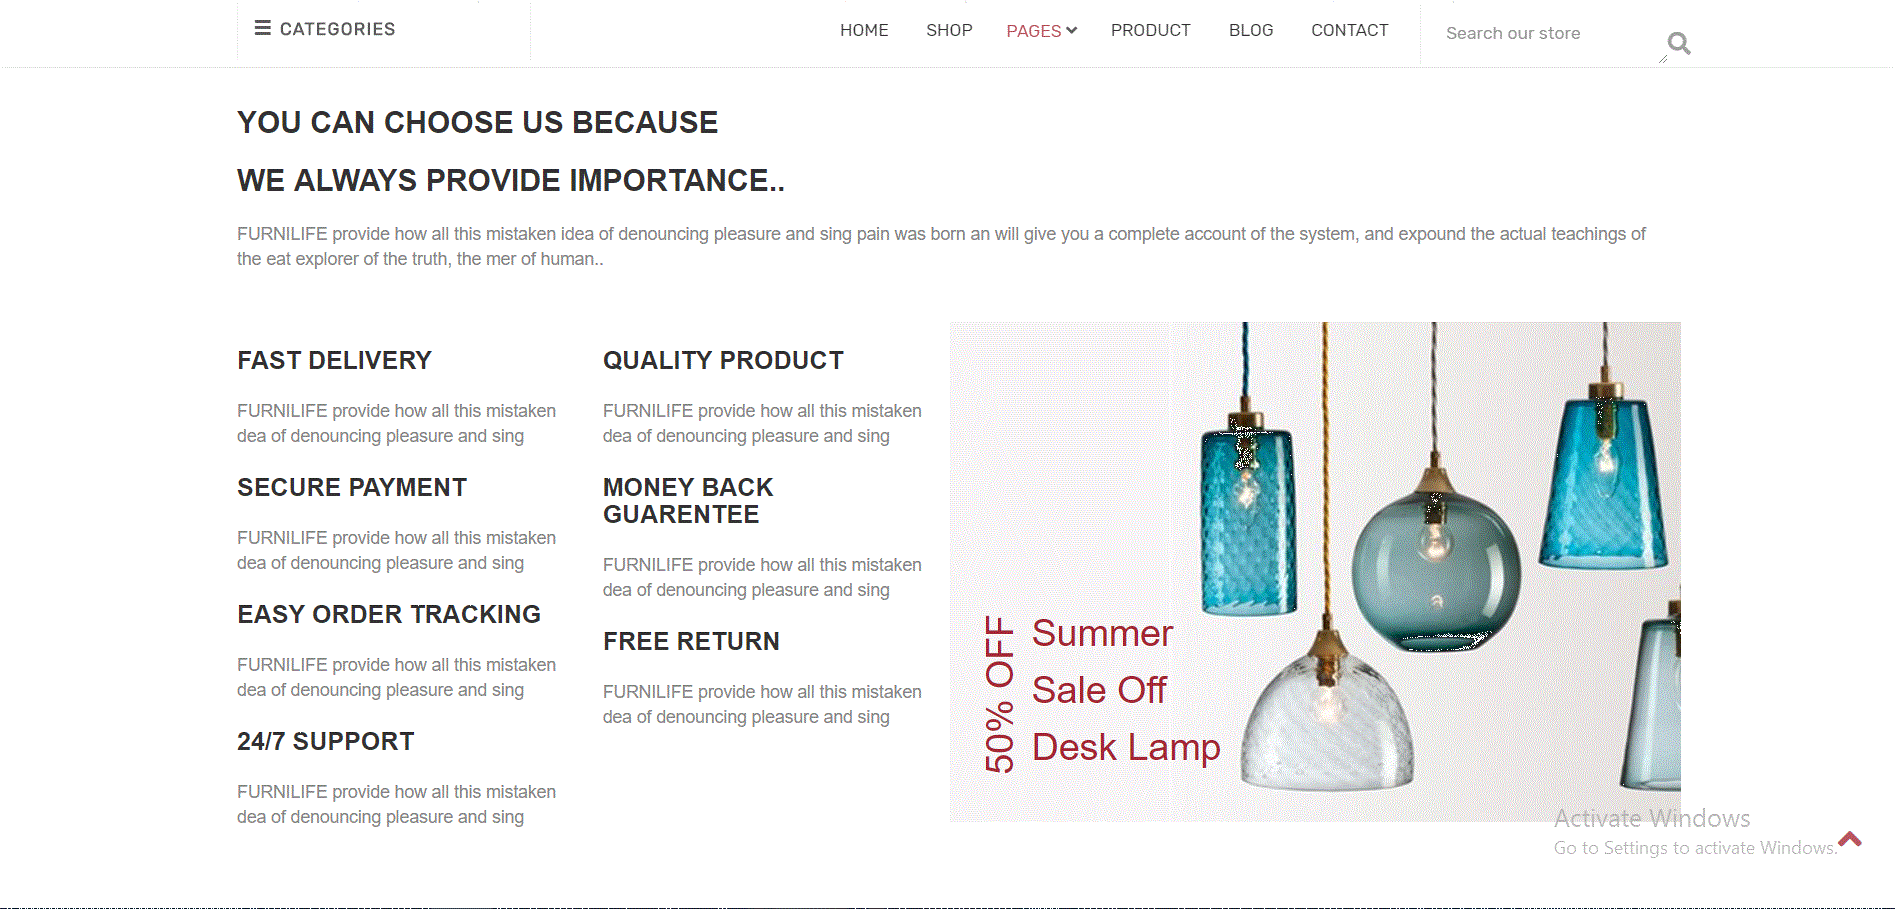 CATEGORIES
HOME SHOP PAGES PRODUCT BLOG CONTACT
Search our store
YOU CAN CHOOSE US BECAUSE
WE ALWAYS PROVIDE IMPORTANCE..
FURNILIFE provide how all this mistaken idea of denouncing pleasure and sing pain was born an will give you a complete account of the system, and expound the actual teachings of
the eat explorer of the truth, the mer of human..
FAST DELIVERY
FURNILIFE provide how all this mistaken
dea of denouncing pleasure and sing
SECURE PAYMENT
FURNILIFE provide how all this mistaken
dea of denouncing pleasure and sing
EASY ORDER TRACKING
FURNILIFE provide how all this mistaken
dea of denouncing pleasure and sing
24/7 SUPPORT
FURNILIFE provide how all this mistaken
dea of denouncing pleasure and sing
QUALITY PRODUCT
FURNILIFE provide how all this mistaken
dea of denouncing pleasure and sing
MONEY BACK
GUARENTEE
FURNILIFE provide how all this mistaken
dea of denouncing pleasure and sing
FREE RETURN
FURNILIFE provide how all this mistaken
dea of denouncing pleasure and sing
50% OFF
Summer
Sale Off
Desk Lamp
Activate Windows
Go to Settings to activate Windows.